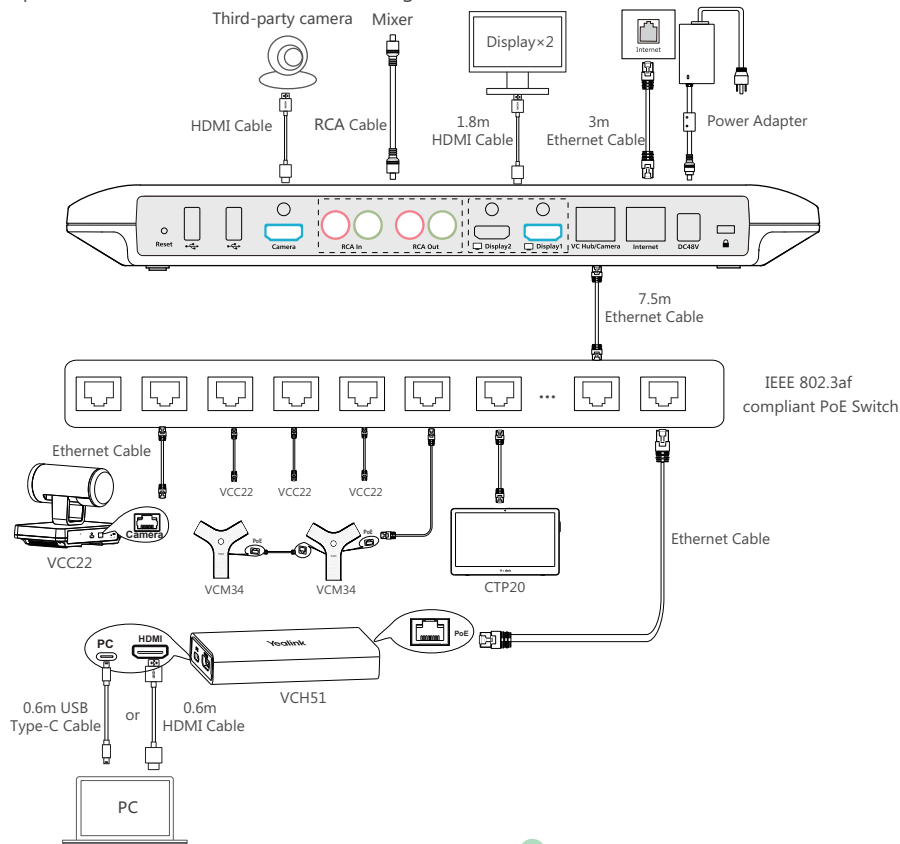 Third-party camera
Mixer
Display×2
Internet
HDMI Cable
RCA Cable
1.8m
HDMI Cable
3m
Ethernet Cable
Power Adapter
Reset
Camera
RCA In
RCA Out
Display2
Display1
VC Hub/Camera
Internet
DC48V
7.5m
Ethernet Cable
IEEE 802.3af
compliant PoE Switch
...
Ethernet Cable
VCC22
VCC22
VCC22
Camera
VCC22
PoE
PoE
VCM34
VCM34
CTP20
Ethernet Cable
PC
HDMI
Yealink
PoE
VCH51
0.6m USB
Type-C Cable
or
0.6m
HDMI Cable
PC